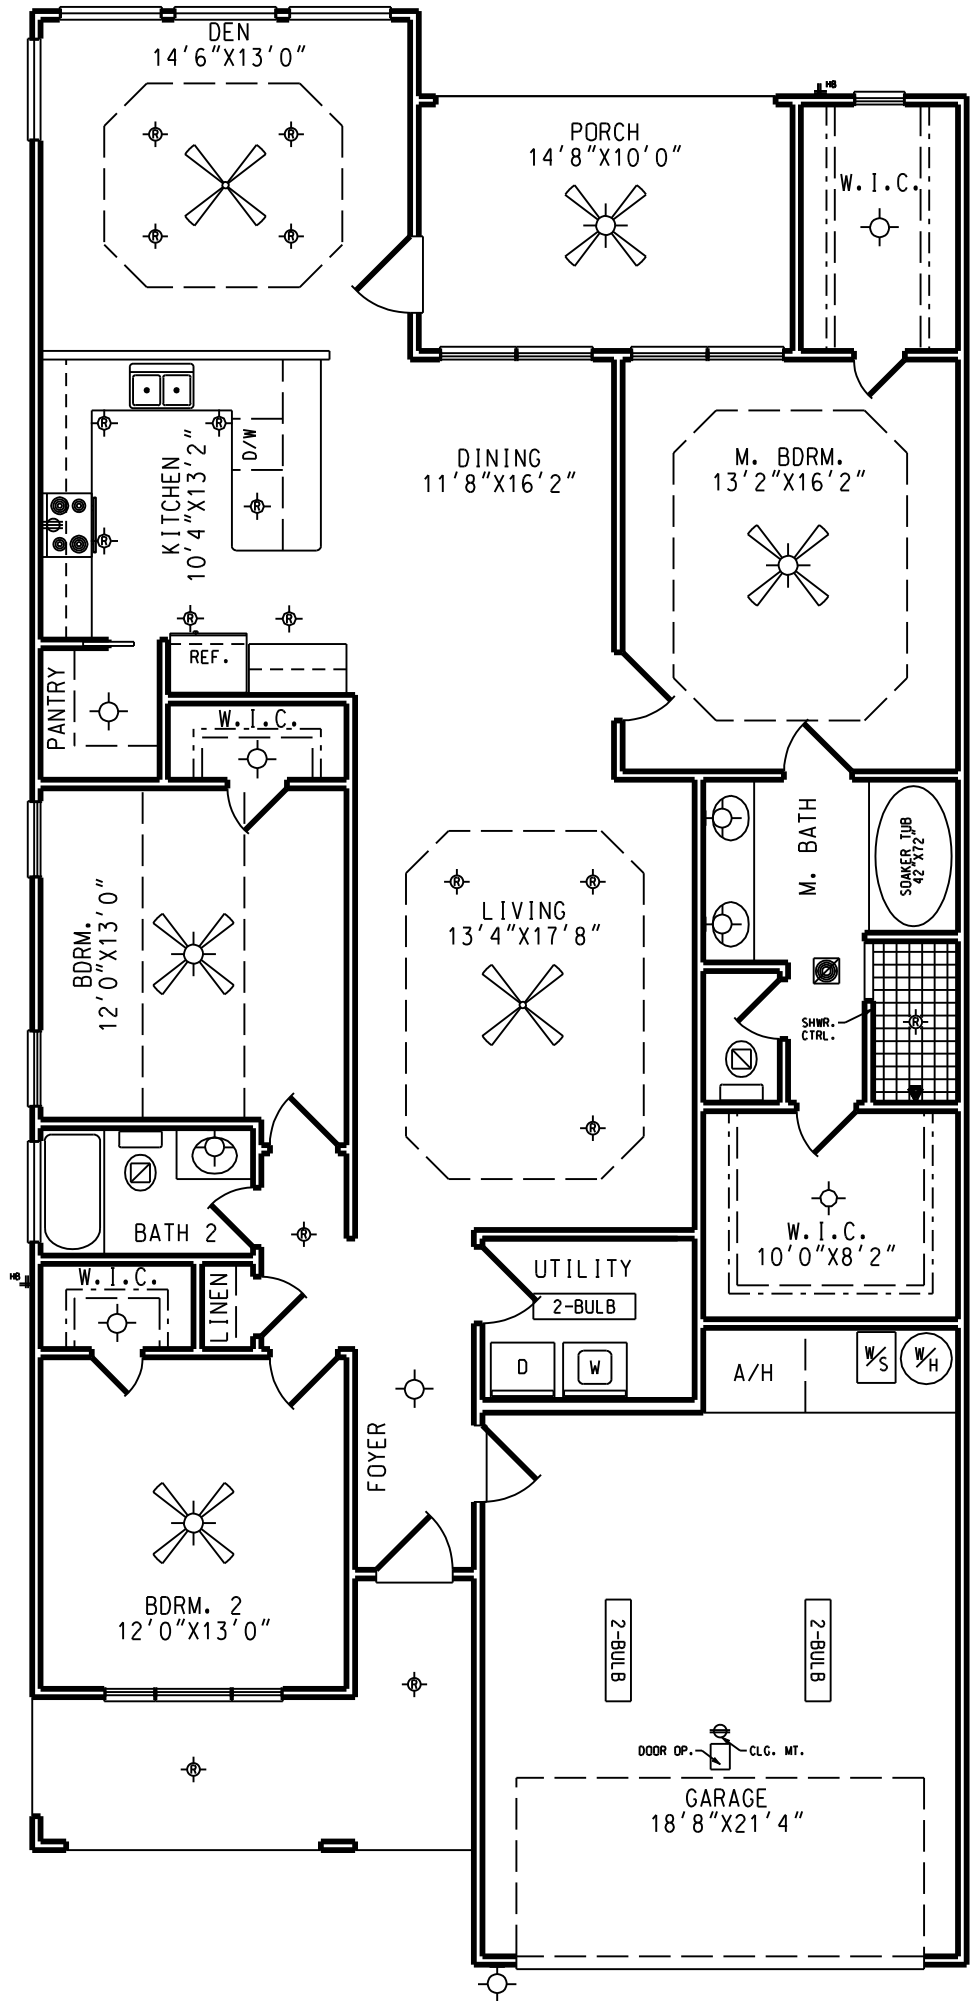 DEN
14'6"X13'0"
HB
PORCH
14'8"X10'0"
W.I.C.
R
R
R
R
D/W
KITCHEN
10'4"X13'2"
R
R
R
R
R
R
DINING
11'8"X16'2"
M. BDRM.
13'2"X16'2"
REF.
PANTRY
W.I.C.
M. BATH
SOAKER TUB
42"X72"
BDRM.
12'0"X13'0"
R
R
LIVING
13'4"X17'8"
SHWR.
CTRL.
R
R
BATH 2
R
HB
W.I.C.
LINEN
UTILITY
2-BULB
D
W
W.I.C.
10'0"X8'2"
A/H
W/S
W/H
FOYER
BDRM. 2
12'0"X13'0"
2-BULB
2-BULB
R
R
DOOR OP.
CLG. MT.
GARAGE
18'8"X21'4"